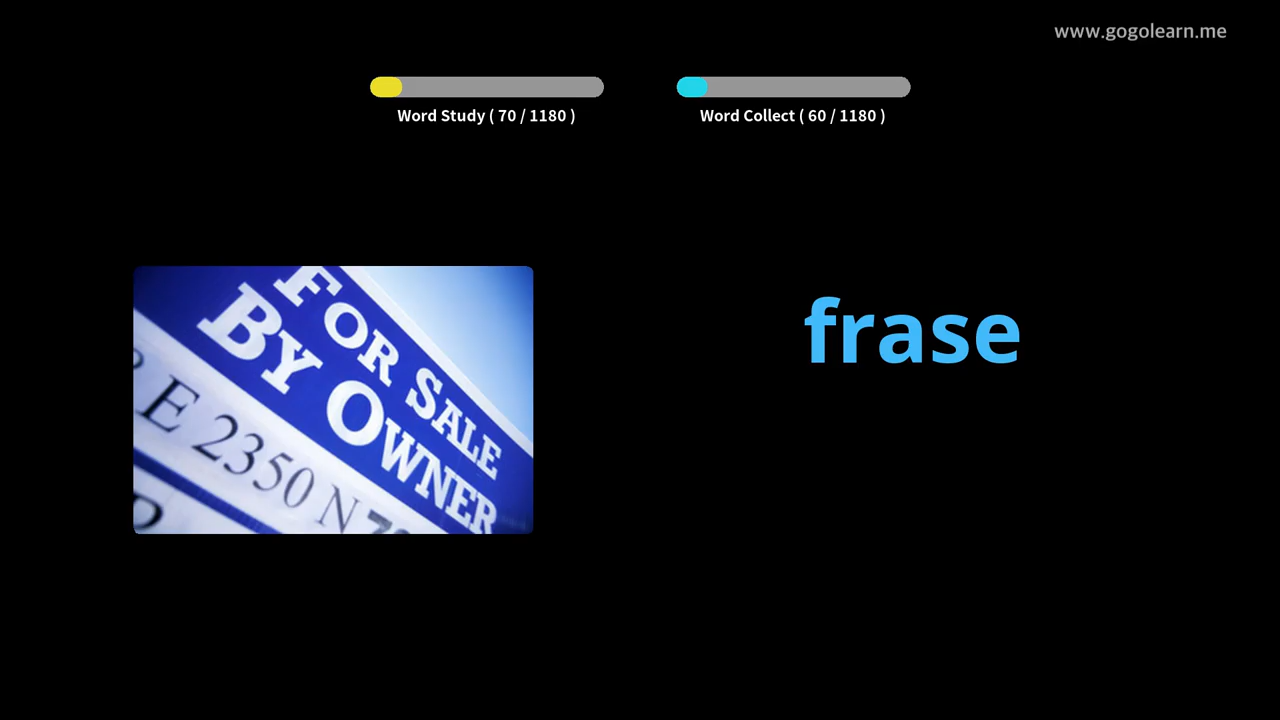 www.gogolearn.me
Word Study ( 70 / 1180 )
Word Collect ( 60 / 1180 )
FOR SALE
BY OWNER
E 2350 N
frase